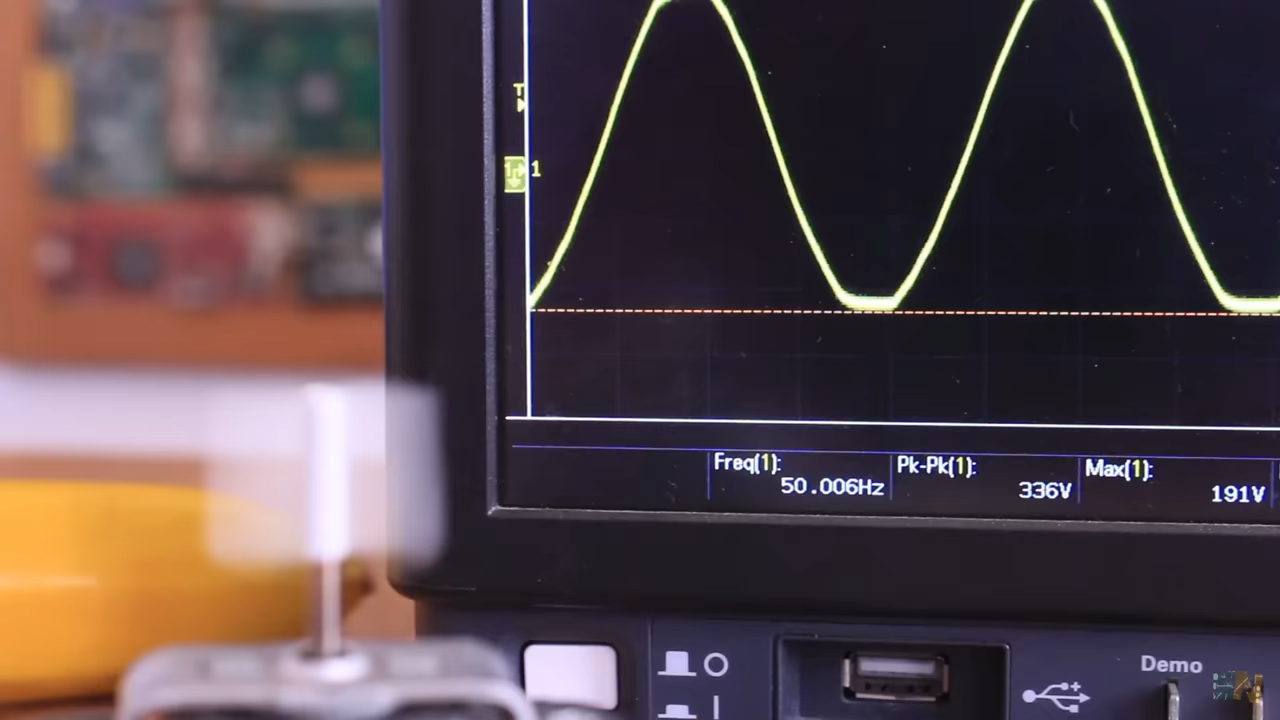 T
1
Freq(1):
50.006Hz
Pk-Pk(1):
336V
Max(1):
191V
Demo